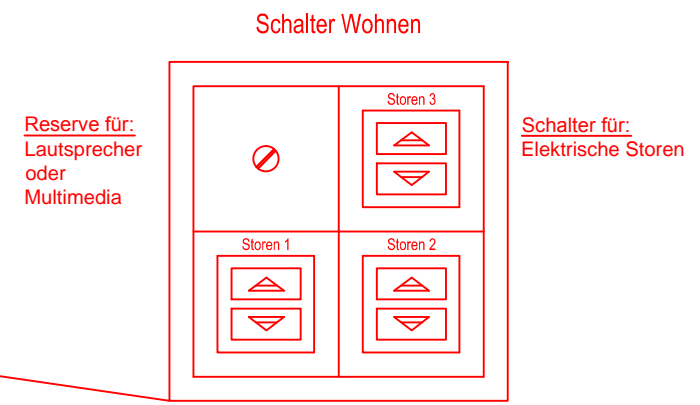 Schalter Wohnen
Reserve für:
Lautsprecher
oder
Multimedia
Storen 3
Schalter für:
Elektrische Storen
Storen 1
Storen 2